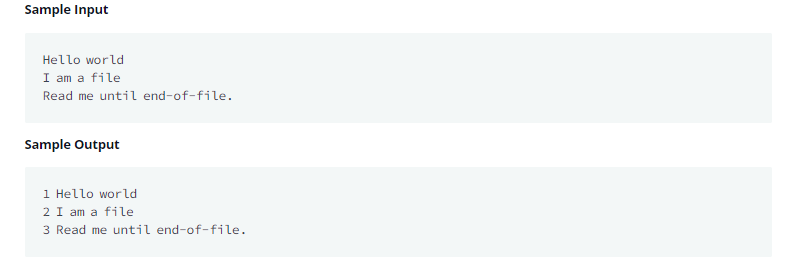 Sample Input
Hello world
I am a file
Read me until end-of-file.
Sample Output
1 Hello world
2 I am a file
3 Read me until end-of-file.